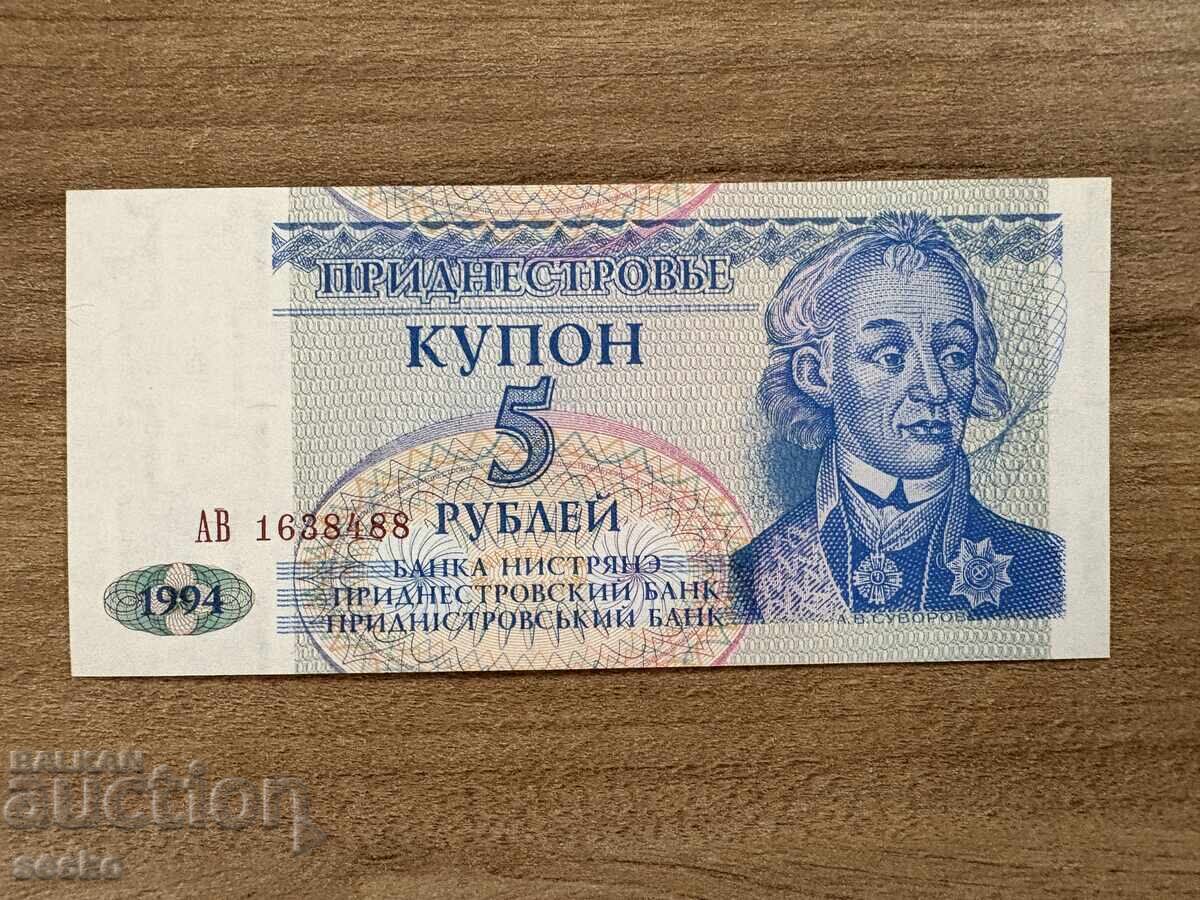 ПРИДНЕСТРОВЬЕ
КУПОН
5
РУБЛЕЙ
АВ 1638488
БАНКА НИСТРЯНЭ
ПРИДНЕСТРОВСКИЙ БАНК
ПРИДНІСТРОВСЬКИЙ БАНК
1994
А.В.СУВОРОВ
BALKAN
auction
secko